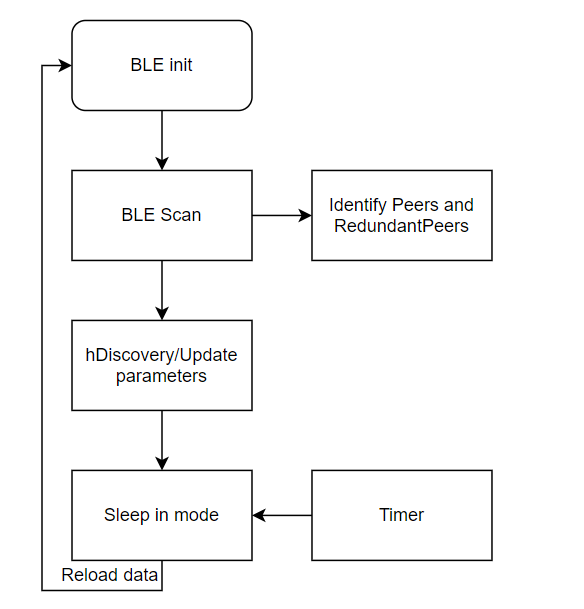 BLE init
BLE Scan
Identify Peers and
RedundantPeers
hDiscovery/Update
parameters
Sleep in mode
Timer
Reload data